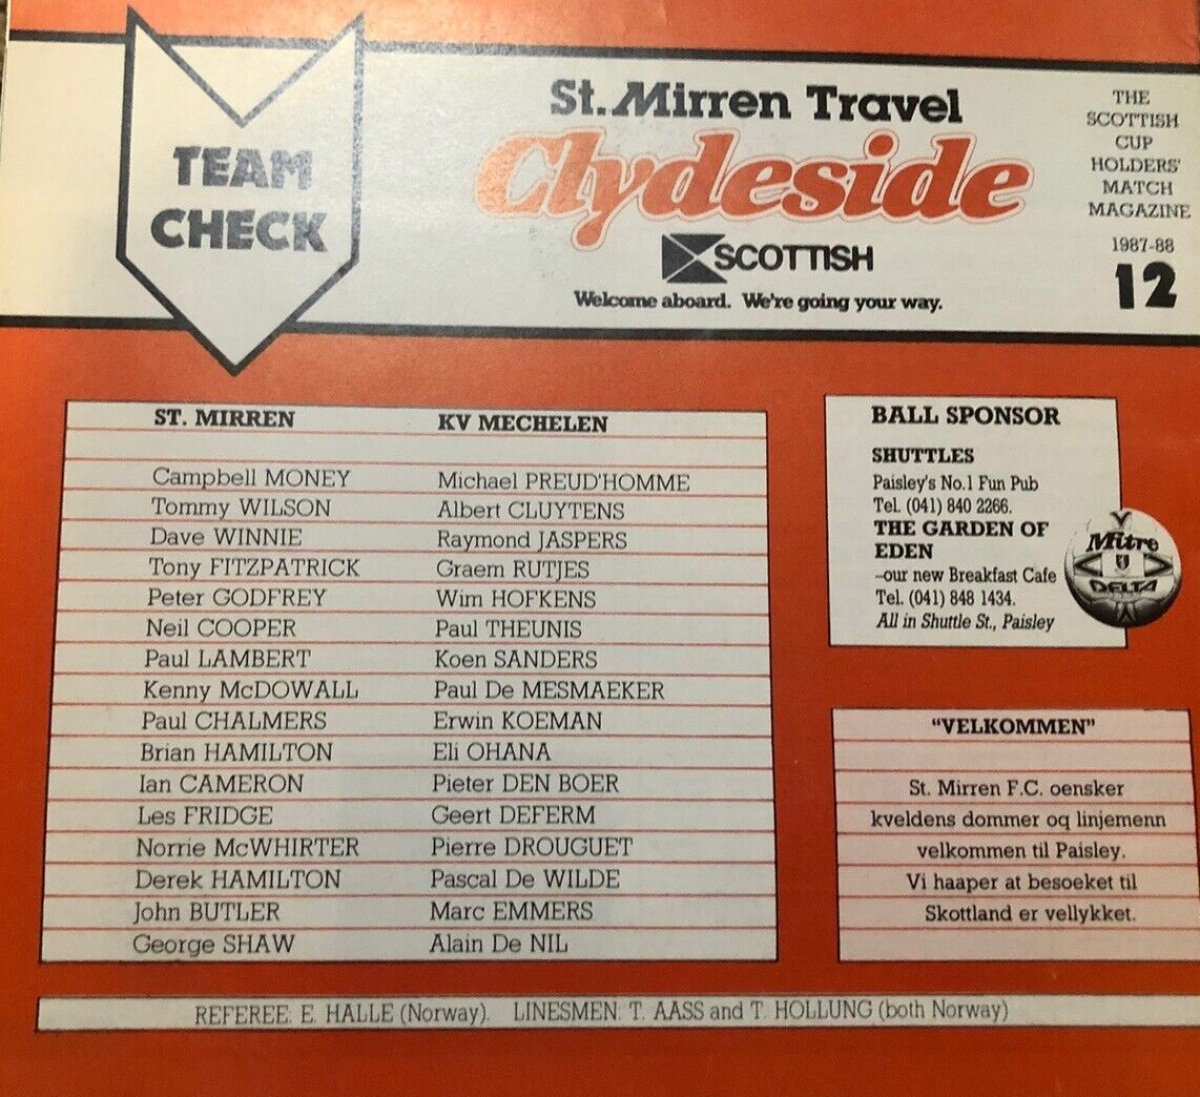 TEAM
CHECK
St. Mirren Travel
Clydeside
SCOTTISH
Welcome aboard. We're going your way.
THE
SCOTTISH
CUP
HOLDERS'
MATCH
MAGAZINE
1987-88
12
ST. MIRREN
Campbell MONEY
Tommy WILSON
Dave WINNIE
Tony FITZPATRICK
Peter GODFREY
Neil COOPER
Paul LAMBERT
Kenny McDOWALL
Paul CHALMERS
Brian HAMILTON
Ian CAMERON
Les FRIDGE
Norrie McWHIRTER
Derek HAMILTON
John BUTLER
George SHAW
KV MECHELEN
Michael PREUD'HOMME
Albert CLUYTENS
Raymond JASPERS
Graem RUTJES
Wim HOFKENS
Paul THEUNIS
Koen SANDERS
Paul De MESMAEKER
Erwin KOEMAN
Eli OHANA
Pieter DEN BOER
Geert DEFERM
Pierre DROUGUET
Pascal De WILDE
Marc EMMERS
Alain De NIL
BALL SPONSOR
SHUTTLES
Paisley's No.1 Fun Pub
Tel. (041) 840 2266.
THE GARDEN OF
EDEN
–our new Breakfast Cafe
Tel. (041) 848 1434.
All in Shuttle St., Paisley
Mitre
DELTA
“VELKOMMEN”
St. Mirren F.C. oensker
kveldens dommer oq linjemenn
velkommen til Paisley.
Vi haaper at besoeket til
Skottland er vellykket.
REFEREE: E. HALLE (Norway). LINESMEN: T. AASS and T. HOLLUNG (both Norway)